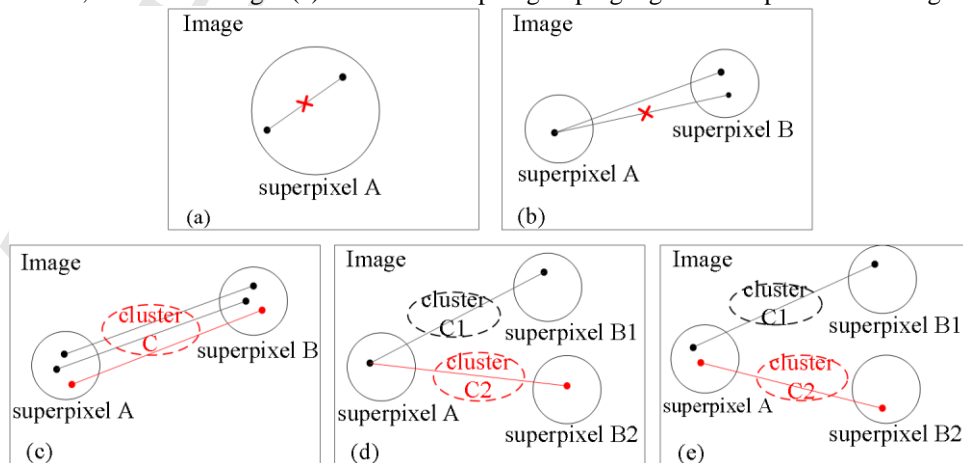 Image
superpixel A
(a)
Image
superpixel B
superpixel A
(b)
Image
cluster
C
superpixel B
superpixel A
(c)
Image
cluster
C1
superpixel B1
cluster
C2
superpixel A
superpixel B2
(d)
Image
cluster
C1
superpixel B1
cluster
C2
superpixel A
superpixel B2
(e)